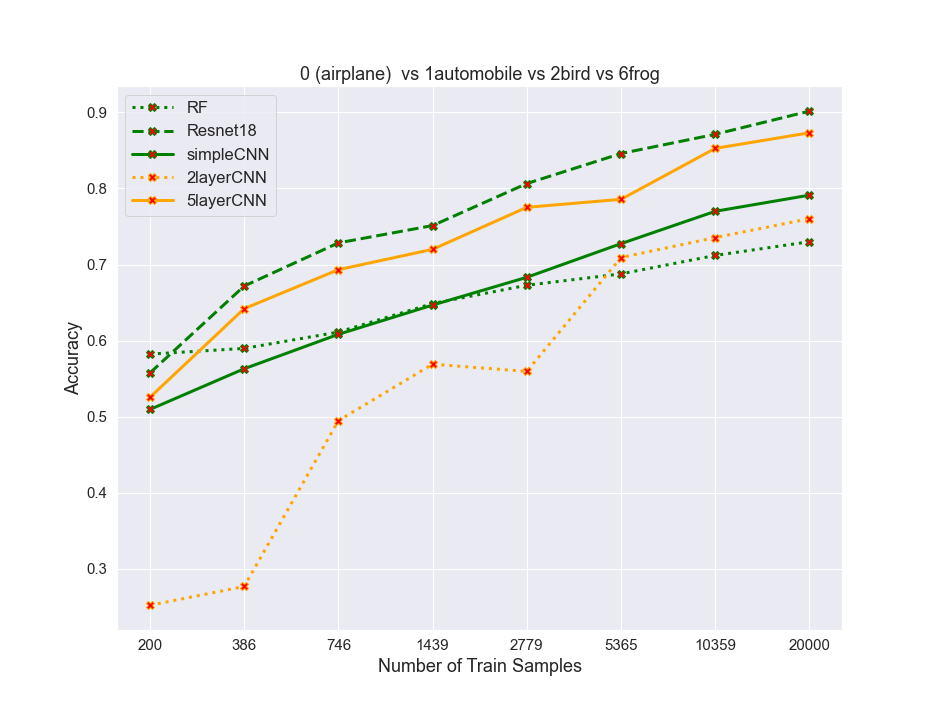 0 (airplane)  vs 1automobile vs 2bird vs 6frog
RF
Resnet18
simpleCNN
2layerCNN
5layerCNN
0.9
0.8
0.7
0.6
0.5
0.4
0.3
Accuracy
200 386 746 1439 2779 5365 10359 20000
Number of Train Samples